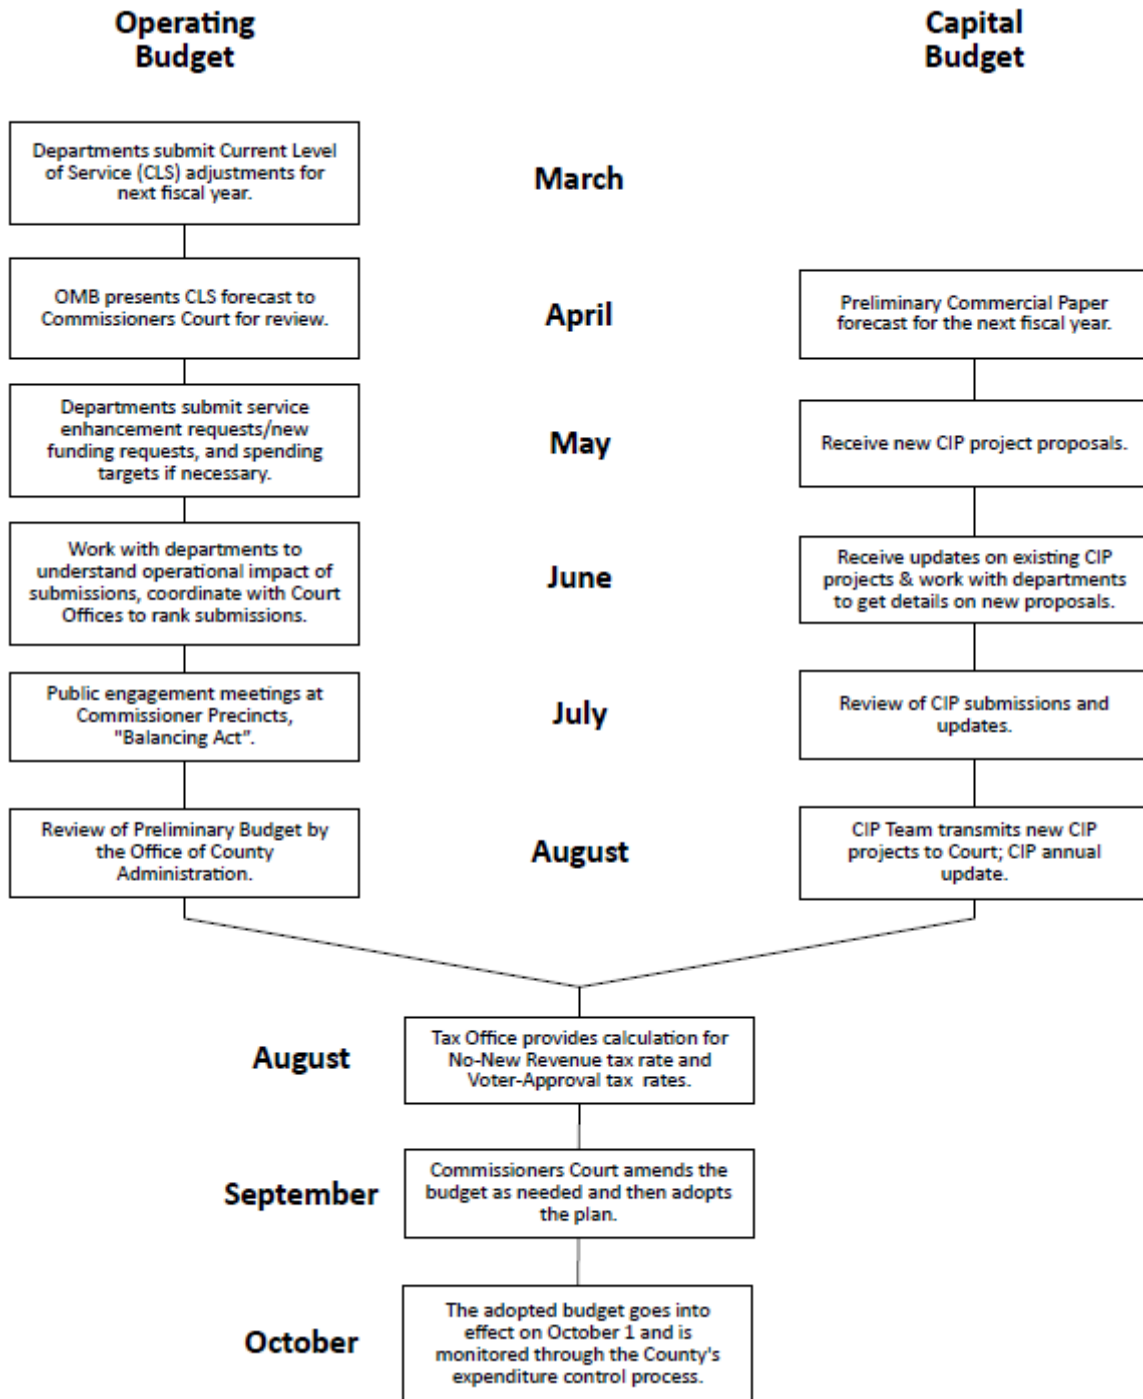 Operating
Budget
Capital
Budget
Departments submit Current Level
of Service (CLS) adjustments for
next fiscal year.
March
OMB presents CLS forecast to
Commissioners Court for review.
April
Preliminary Commercial Paper
forecast for the next fiscal year.
Departments submit service
enhancement requests/new
funding requests, and spending
targets if necessary.
May
Receive new CIP project proposals.
Work with departments to
understand operational impact of
submissions, coordinate with Court
Offices to rank submissions.
June
Receive updates on existing CIP
projects & work with departments
to get details on new proposals.
Public engagement meetings at
Commissioner Precincts,
"Balancing Act".
July
Review of CIP submissions and
updates.
Review of Preliminary Budget by
the Office of County
Administration.
August
CIP Team transmits new CIP
projects to Court; CIP annual
update.
August
Tax Office provides calculation for
No-New Revenue tax rate and
Voter-Approval tax rates.
September
Commissioners Court amends the
budget as needed and then adopts
the plan.
October
The adopted budget goes into
effect on October 1 and is
monitored through the County's
expenditure control process.